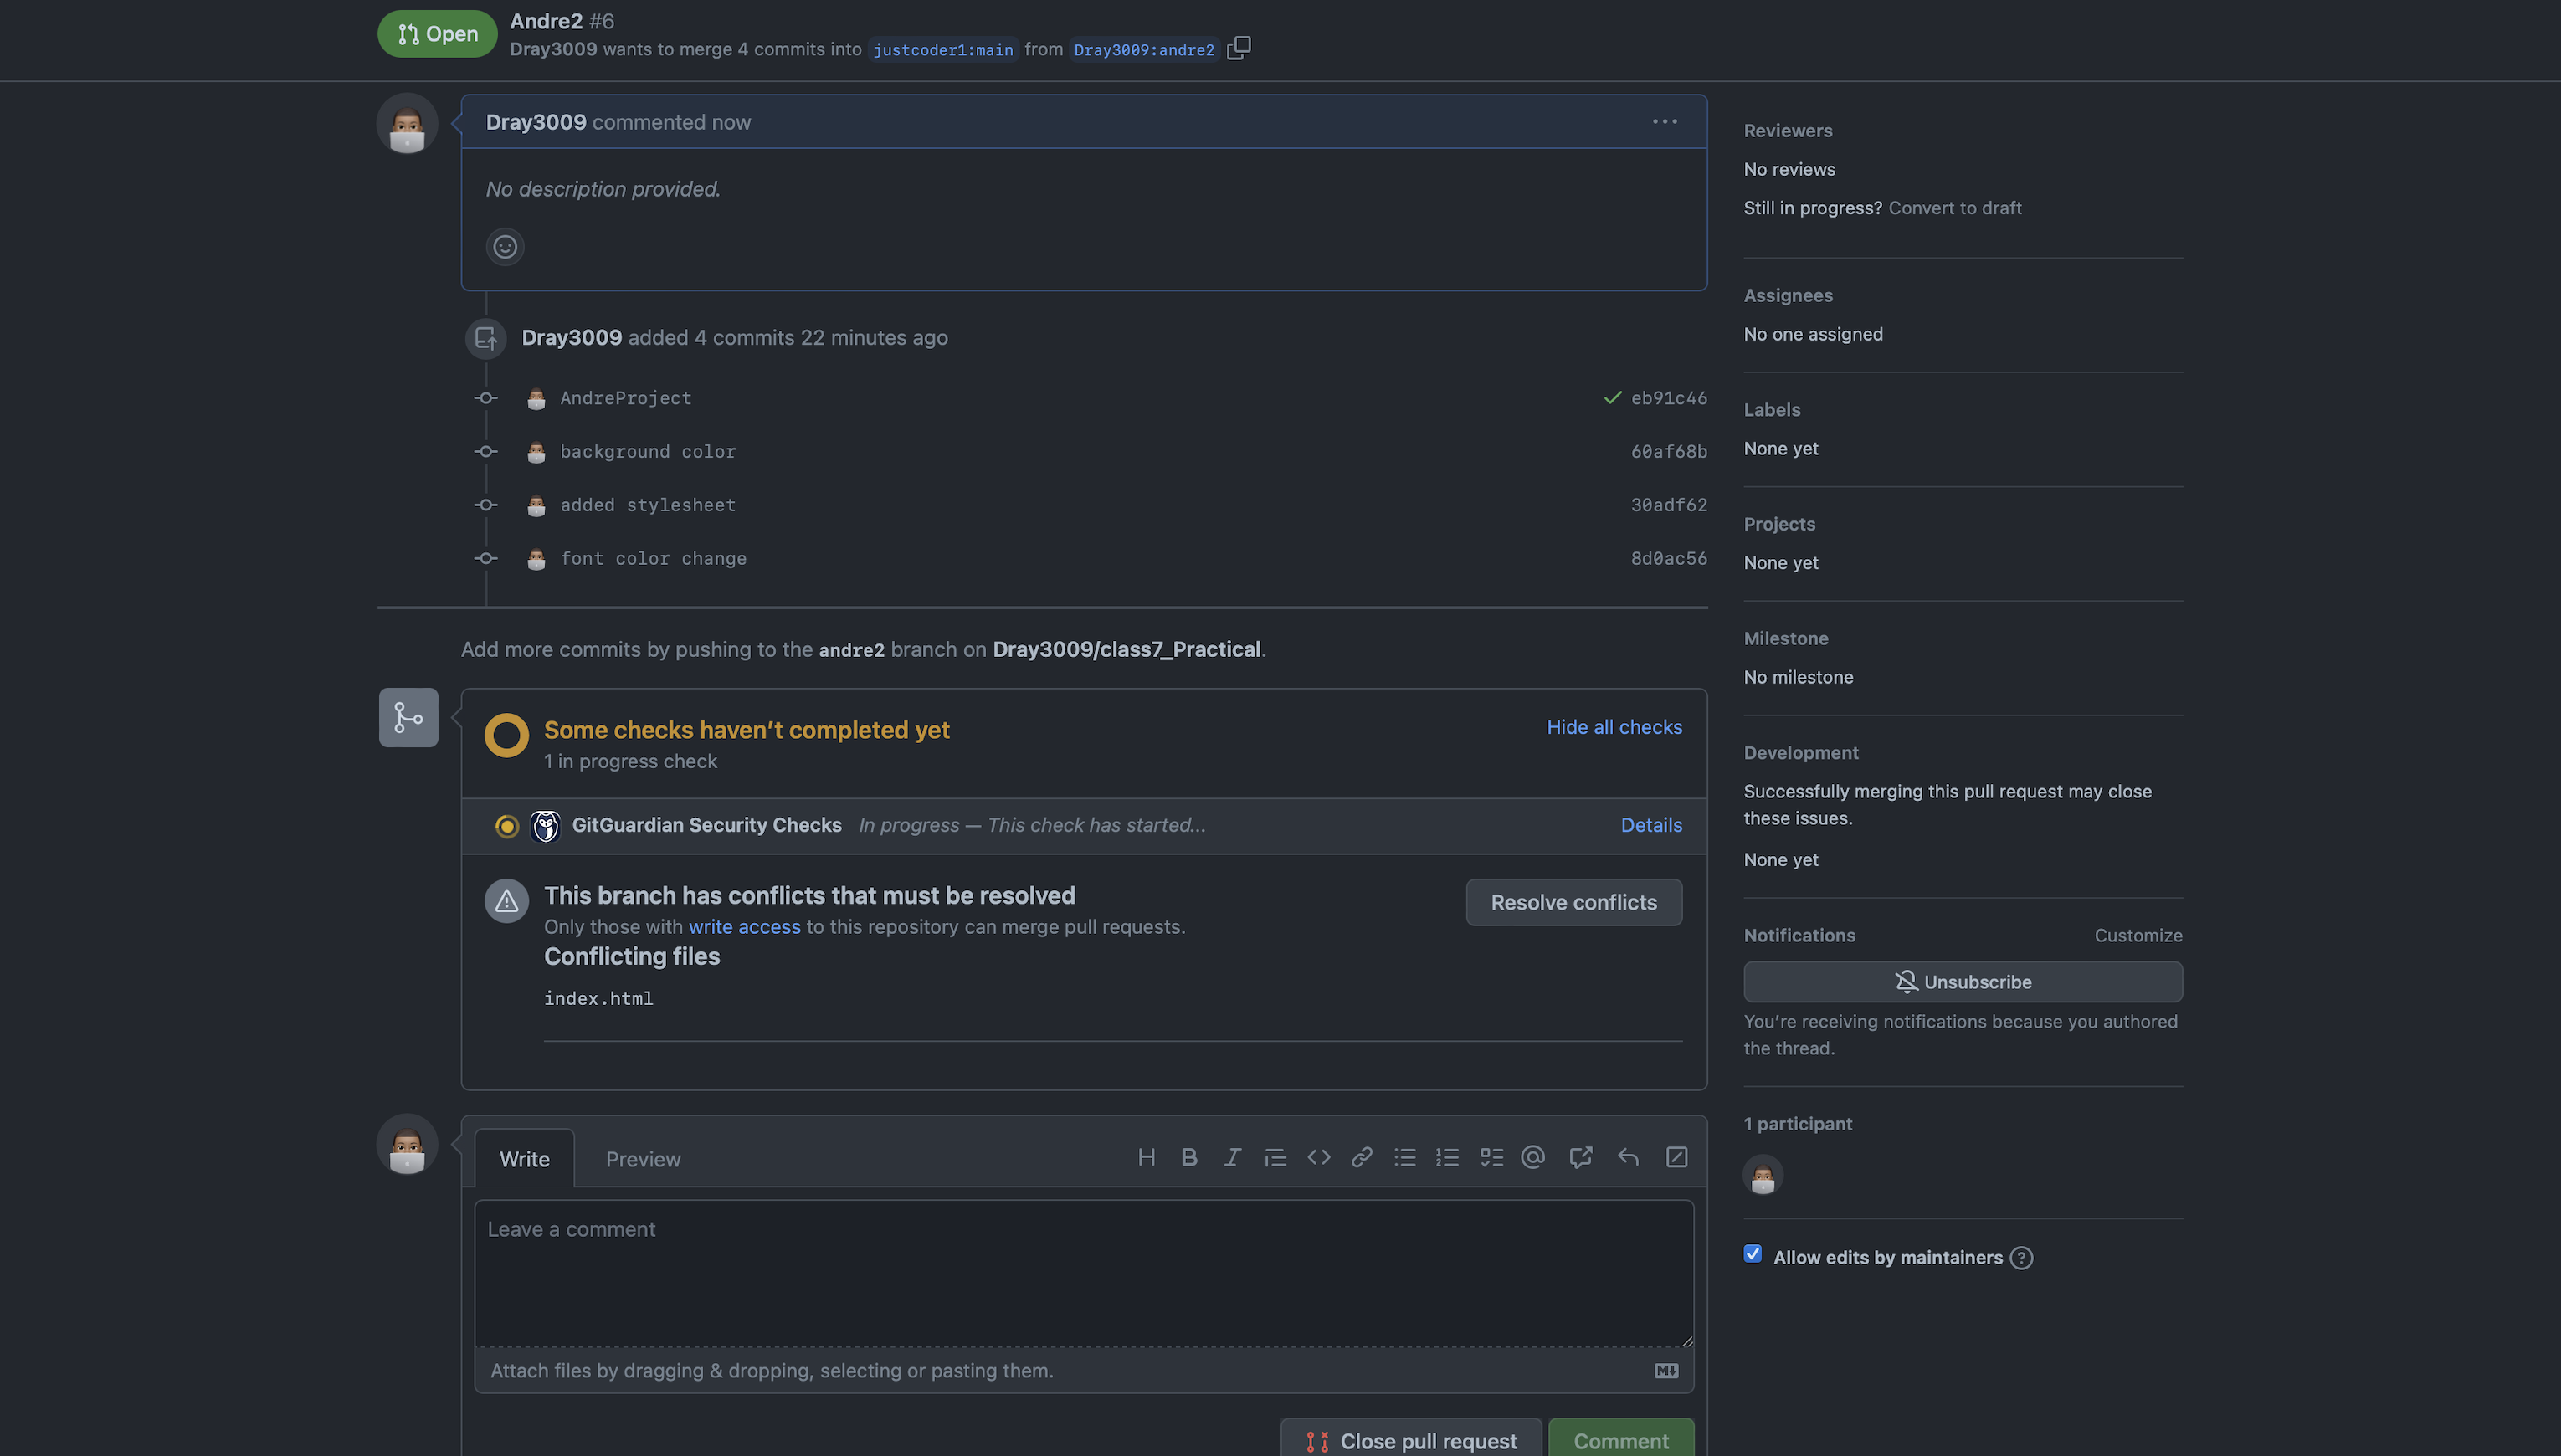 Open
Andre2 #6
Dray3009 wants to merge 4 commits into justcoder1:main from Dray3009:andre2
Dray3009 commented now
No description provided.
Dray3009 added 4 commits 22 minutes ago
AndreProject eb91c46
background color 60af68b
added stylesheet 30adf62
font color change 8d0ac56
Add more commits by pushing to the andre2 branch on Dray3009/class7_Practical.
Some checks haven’t completed yet
Hide all checks
1 in progress check
GitGuardian Security Checks In progress — This check has started... Details
This branch has conflicts that must be resolved
Resolve conflicts
Only those with write access to this repository can merge pull requests.
Conflicting files
index.html
Write Preview
Leave a comment
Attach files by dragging & dropping, selecting or pasting them.
Close pull request Comment
Reviewers
No reviews
Still in progress? Convert to draft
Assignees
No one assigned
Labels
None yet
Projects
None yet
Milestone
No milestone
Development
Successfully merging this pull request may close
these issues.
None yet
Notifications Customize
Unsubscribe
You’re receiving notifications because you authored
the thread.
1 participant
Allow edits by maintainers